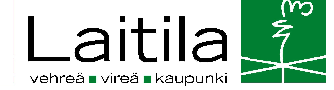 Laitila
vehreä ▪ vireä ▪ kaupunki